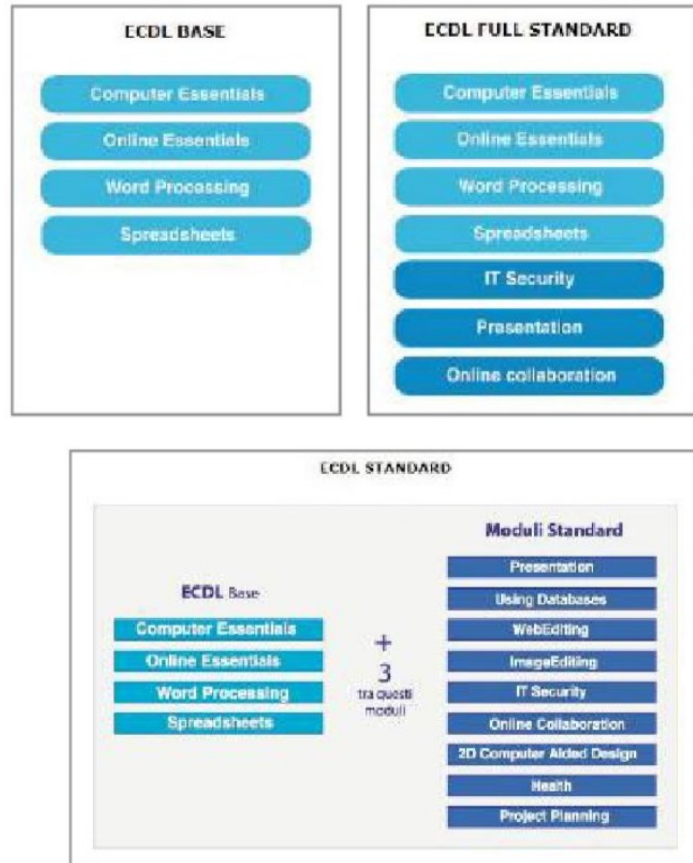 ECDL BASE
Computer Essentials
Online Essentials
Word Processing
Spreadsheets
ECDL FULL STANDARD
Computer Essentials
Online Essentials
Word Processing
Spreadsheets
IT Security
Presentation
Online collaboration
ECDL STANDARD
ECDL Base
Computer Essentials
Online Essentials
Word Processing
Spreadsheets
+
3
tra questi
moduli
Moduli Standard
Presentation
Using Databases
WebEditing
ImageEditing
IT Security
Online Collaboration
2D Computer Aided Design
Health
Project Planning